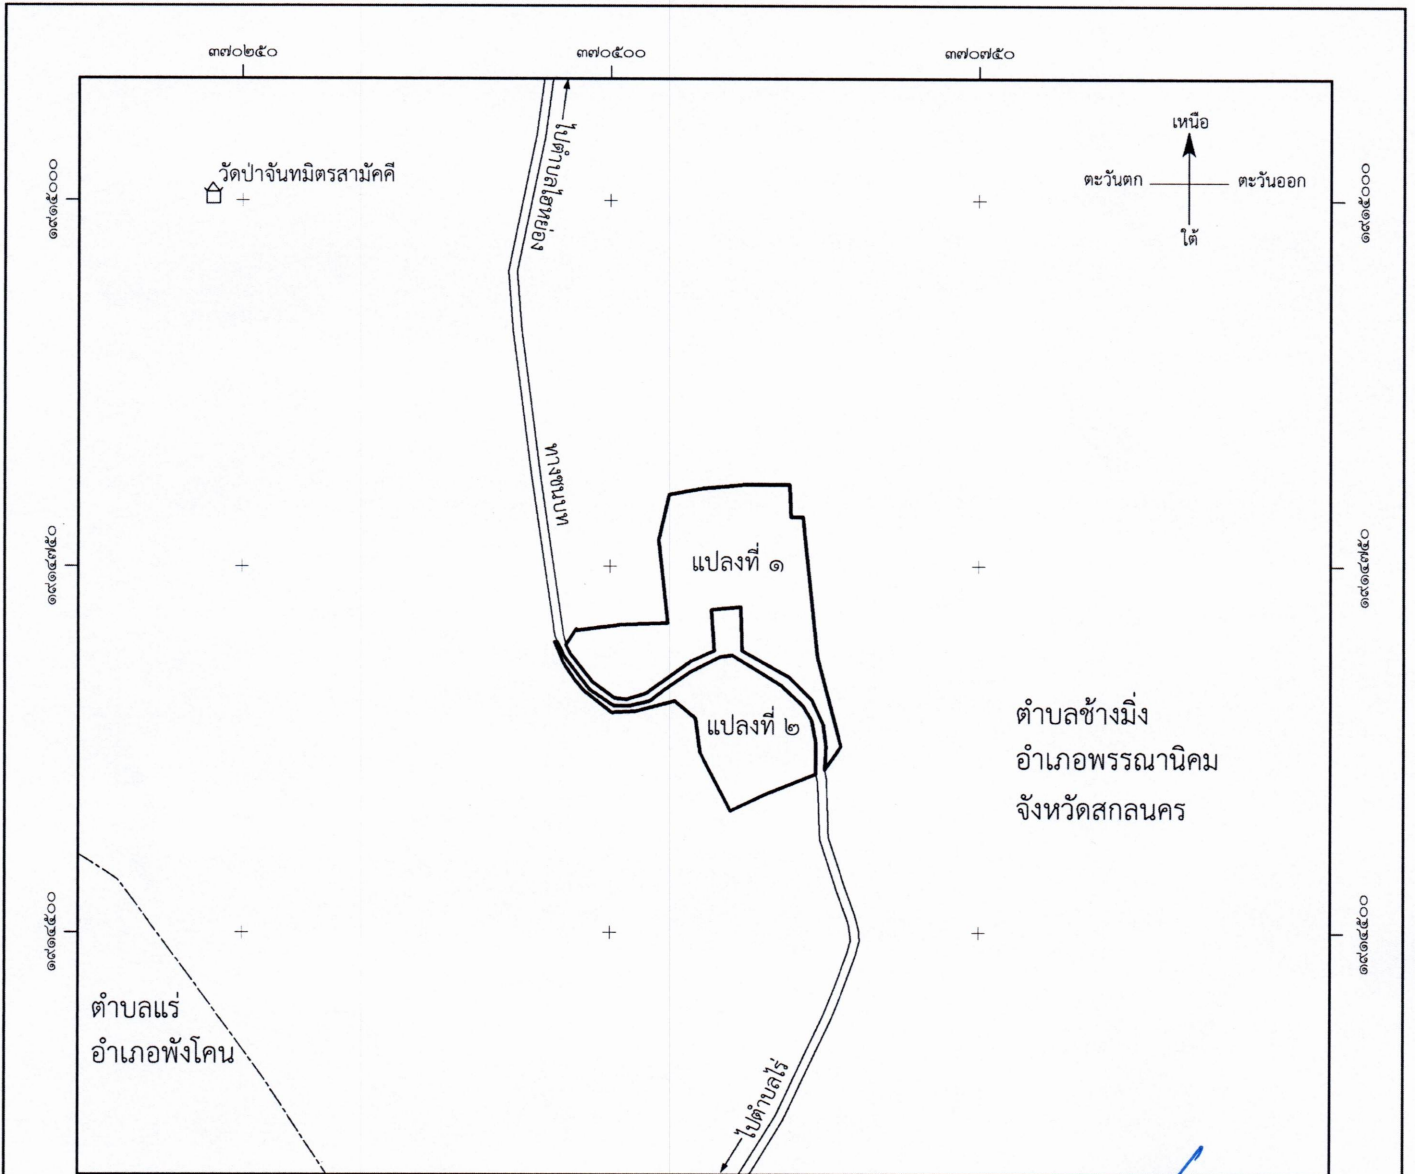 ๓๗๐๒๕๐
๓๗๐๕๐๐
๓๗๐๗๕๐
เหนือ
ตะวันตก
ตะวันออก
ใต้
วัดป่าจันทมิตรสามัคคี
ไปตำบลไฮหย่อง
๑๙๑๕๐๐๐
๑๙๑๕๐๐๐
ทางชนบท
๑๙๑๔๗๕๐
๑๙๑๔๗๕๐
แปลงที่ ๑
แปลงที่ ๒
ตำบลช้างมิ่ง
อำเภอพรรณานิคม
จังหวัดสกลนคร
๑๙๑๔๕๐๐
๑๙๑๔๕๐๐
ตำบลแร่
อำเภอพังโคน
ไปตำบลไร่